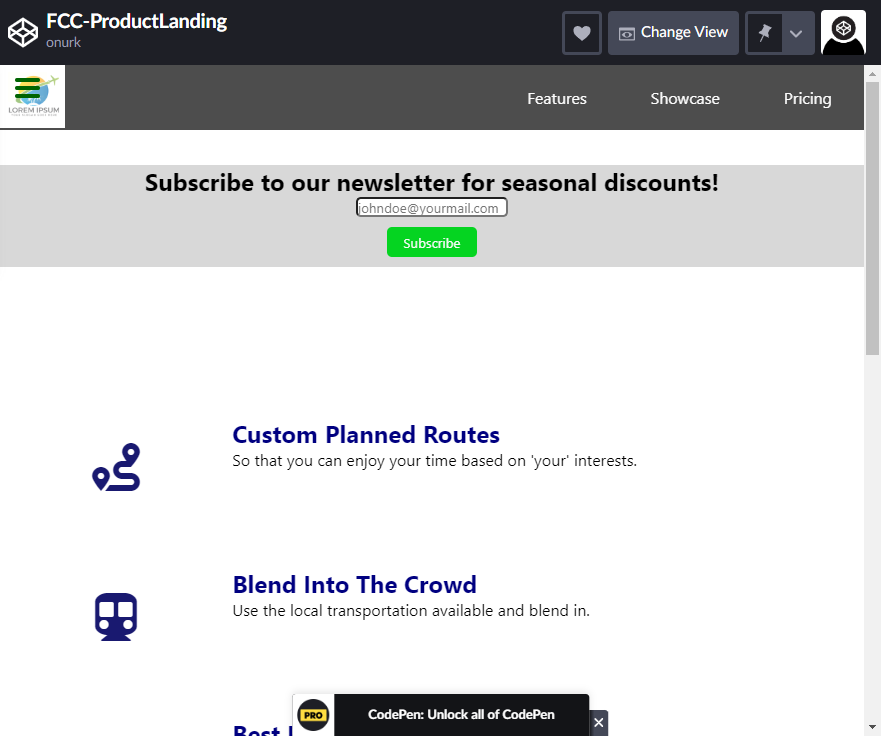 FCC-ProductLanding
onurk
Change View
LOREM IPSUM
Features
Showcase
Pricing
Subscribe to our newsletter for seasonal discounts!
johndoe@yourmail.com
Subscribe
Custom Planned Routes
So that you can enjoy your time based on 'your' interests.
Blend Into The Crowd
Use the local transportation available and blend in.
Best
PRO
CodePen: Unlock all of CodePen